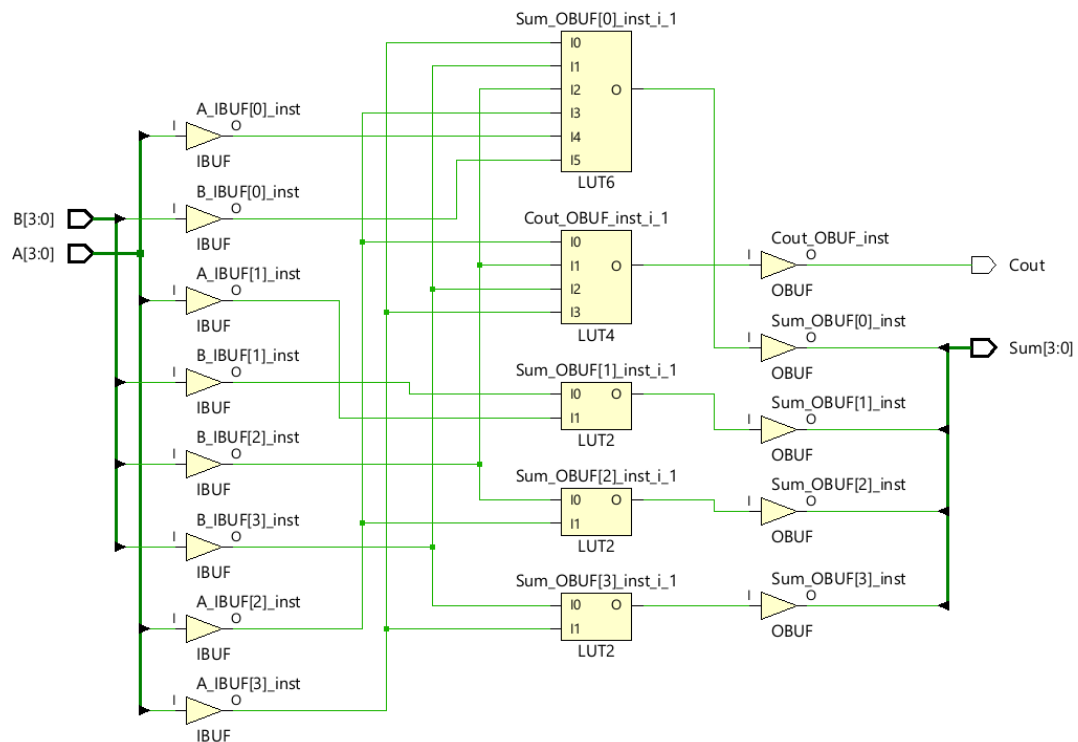 Sum_OBUF[0]_inst_i_1
I0
I1
I2
O
I3
I4
I5
LUT6
A_IBUF[0]_inst
I
O
IBUF
B_IBUF[0]_inst
I
O
IBUF
B[3:0]
A[3:0]
A_IBUF[1]_inst
I
O
IBUF
B_IBUF[1]_inst
I
O
IBUF
B_IBUF[2]_inst
I
O
IBUF
B_IBUF[3]_inst
I
O
IBUF
A_IBUF[2]_inst
I
O
IBUF
A_IBUF[3]_inst
I
O
IBUF
Cout_OBUF_inst_i_1
I0
I1
O
I2
I3
LUT4
Sum_OBUF[1]_inst_i_1
I0
O
I1
LUT2
Sum_OBUF[2]_inst_i_1
I0
O
I1
LUT2
Sum_OBUF[3]_inst_i_1
I0
O
I1
LUT2
Cout_OBUF_inst
I
O
OBUF
Cout
Sum_OBUF[0]_inst
I
O
OBUF
Sum[3:0]
Sum_OBUF[1]_inst
I
O
OBUF
Sum_OBUF[2]_inst
I
O
OBUF
Sum_OBUF[3]_inst
I
O
OBUF